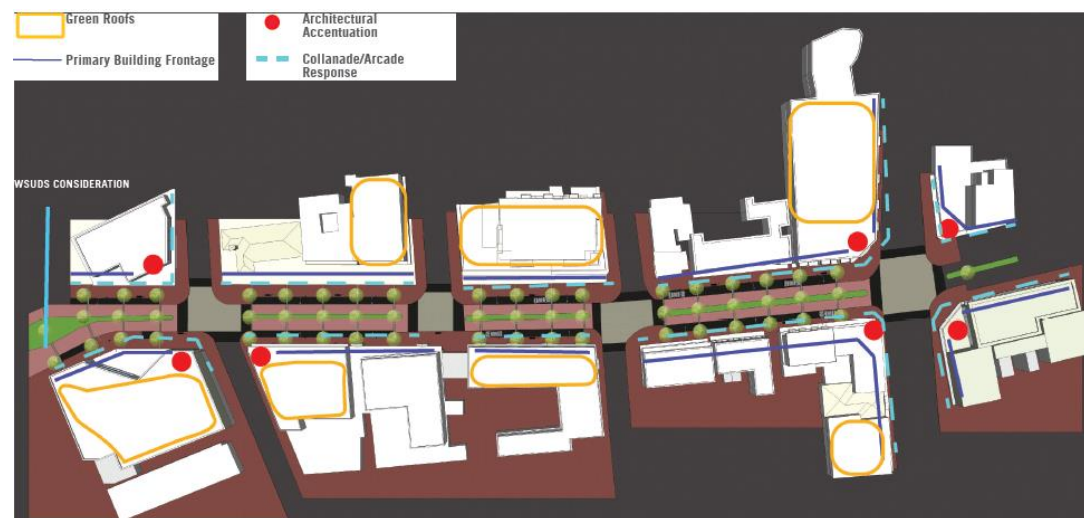 Green Roofs
Primary Building Frontage
Architectural
Accentuation
Collanade/Arcade
Response
WSUDS CONSIDERATION